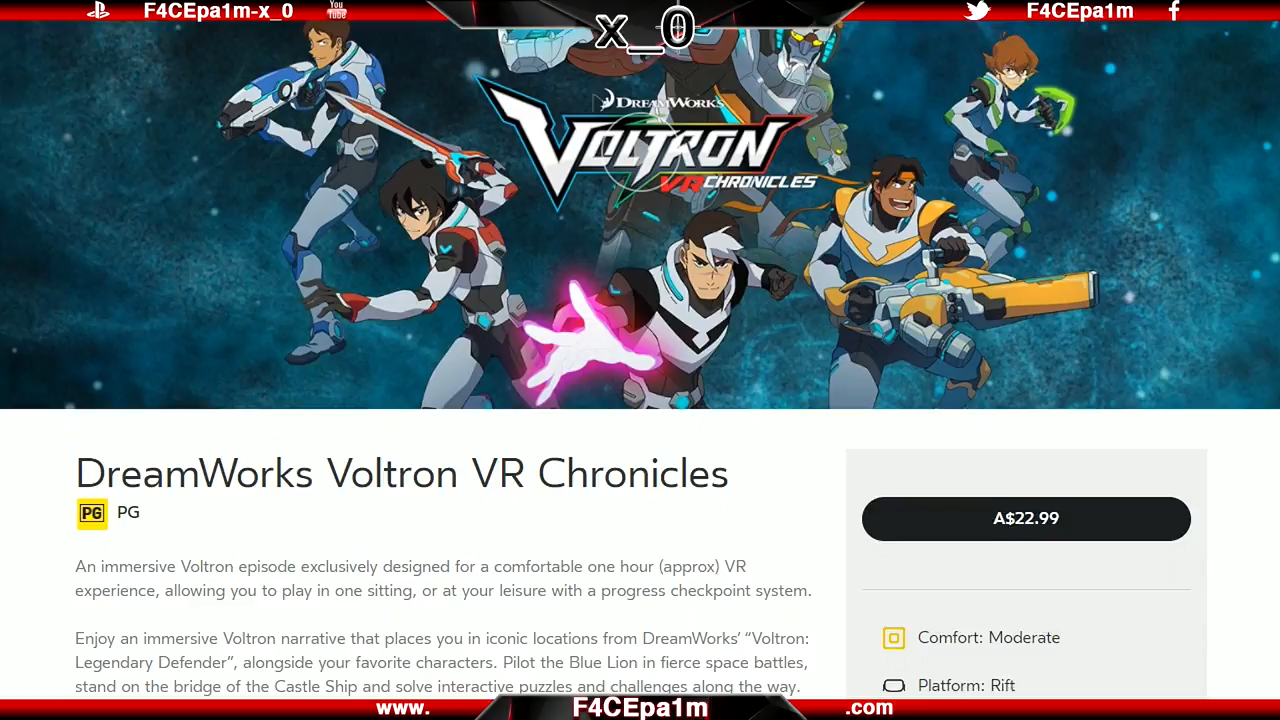 F4CEpa1m-x_0
You
Tube
x_0
F4CEpa1m
DREAMWORKS
VOLTRON
VR CHRONICLES
DreamWorks Voltron VR Chronicles
PG PG
A$22.99
An immersive Voltron episode exclusively designed for a comfortable one hour (approx) VR
experience, allowing you to play in one sitting, or at your leisure with a progress checkpoint system.
Enjoy an immersive Voltron narrative that places you in iconic locations from DreamWorks’ “Voltron:
Legendary Defender”, alongside your favorite characters. Pilot the Blue Lion in fierce space battles,
stand on the bridge of the Castle Ship and solve interactive puzzles and challenges along the way.
Comfort: Moderate
Platform: Rift
www. F4CEpa1m .com